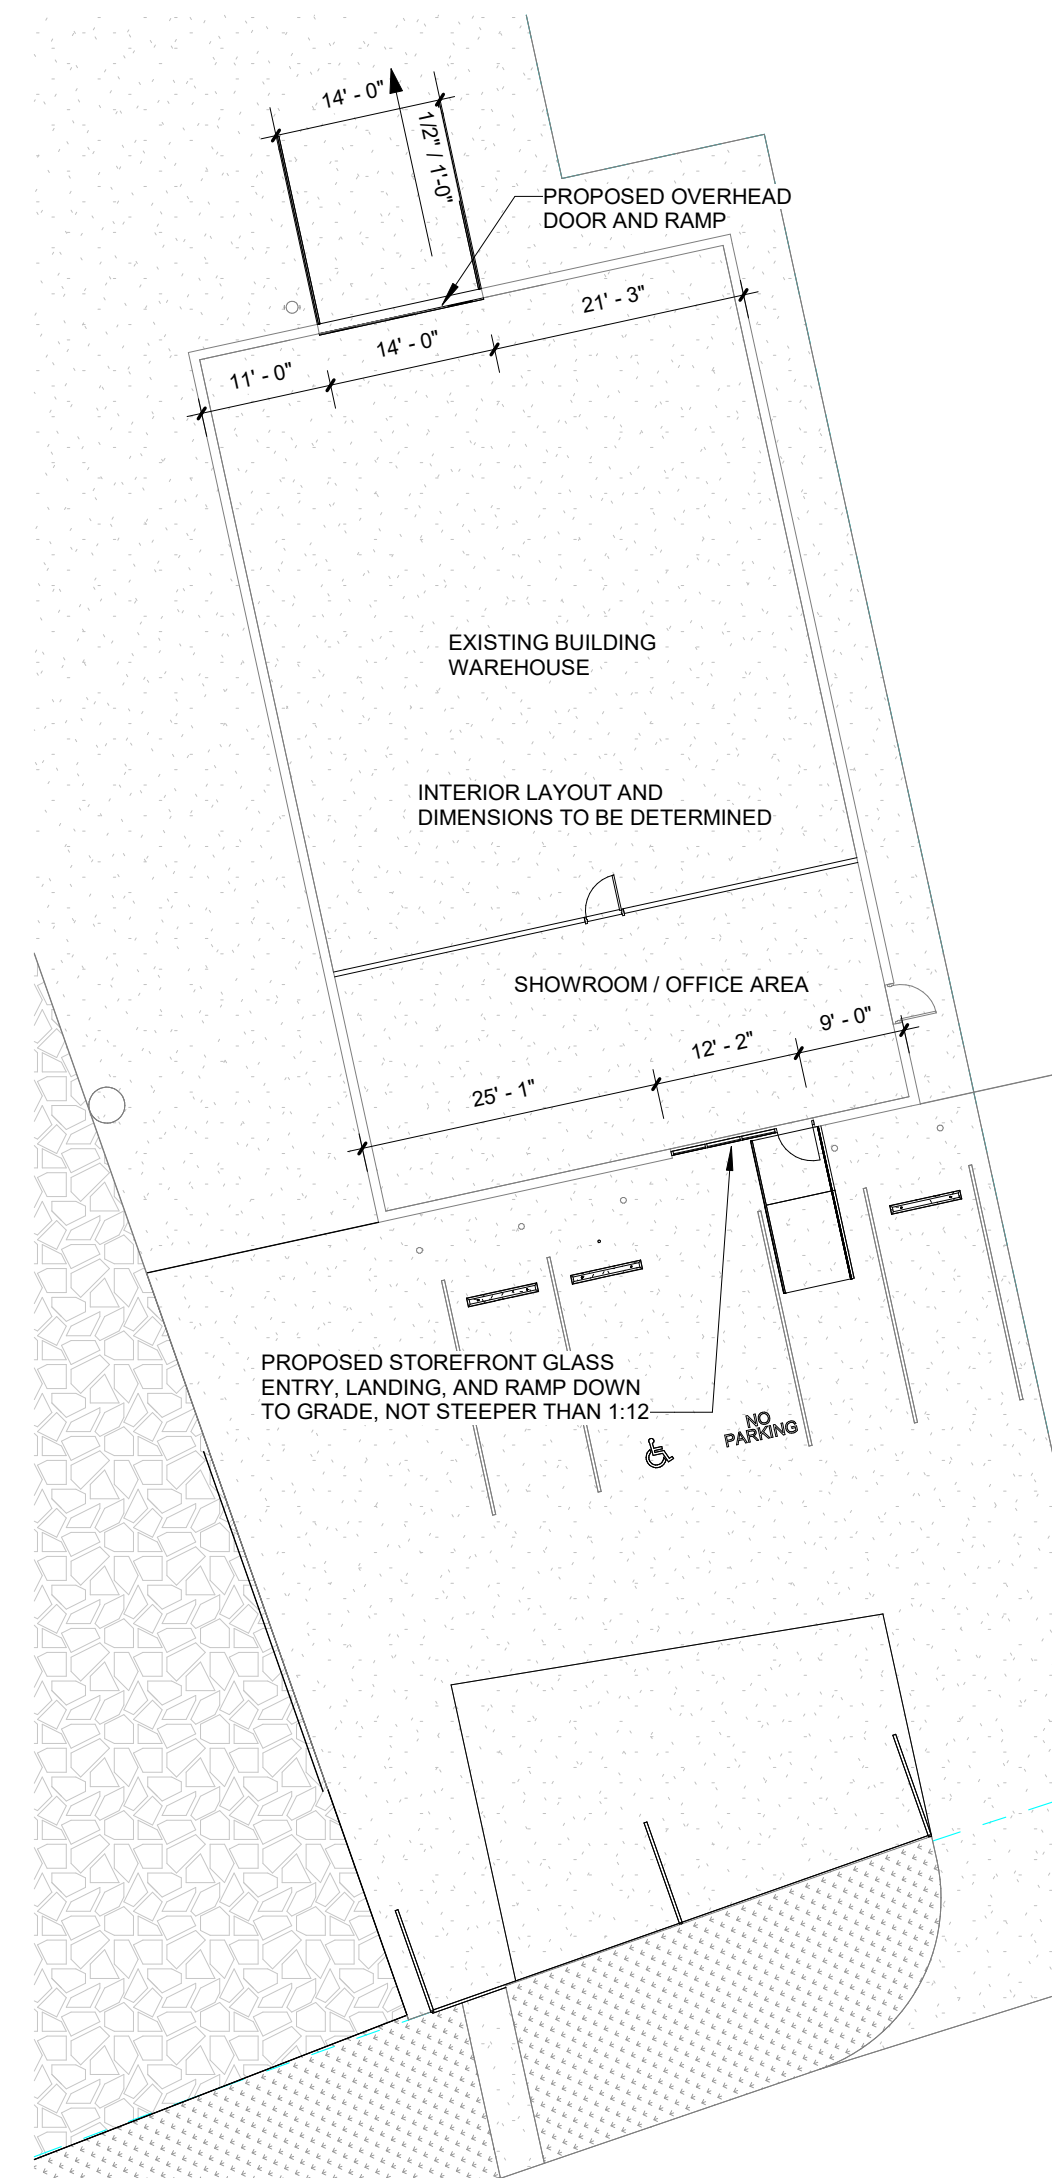 14' - 0"
1/2" / 1'-0"
PROPOSED OVERHEAD
DOOR AND RAMP
21' - 3"
14' - 0"
11' - 0"
EXISTING BUILDING
WAREHOUSE
INTERIOR LAYOUT AND
DIMENSIONS TO BE DETERMINED
SHOWROOM / OFFICE AREA
9' - 0"
12' - 2"
25' - 1"
PROPOSED STOREFRONT GLASS
ENTRY, LANDING, AND RAMP DOWN
TO GRADE, NOT STEEPER THAN 1:12
NO
PARKING